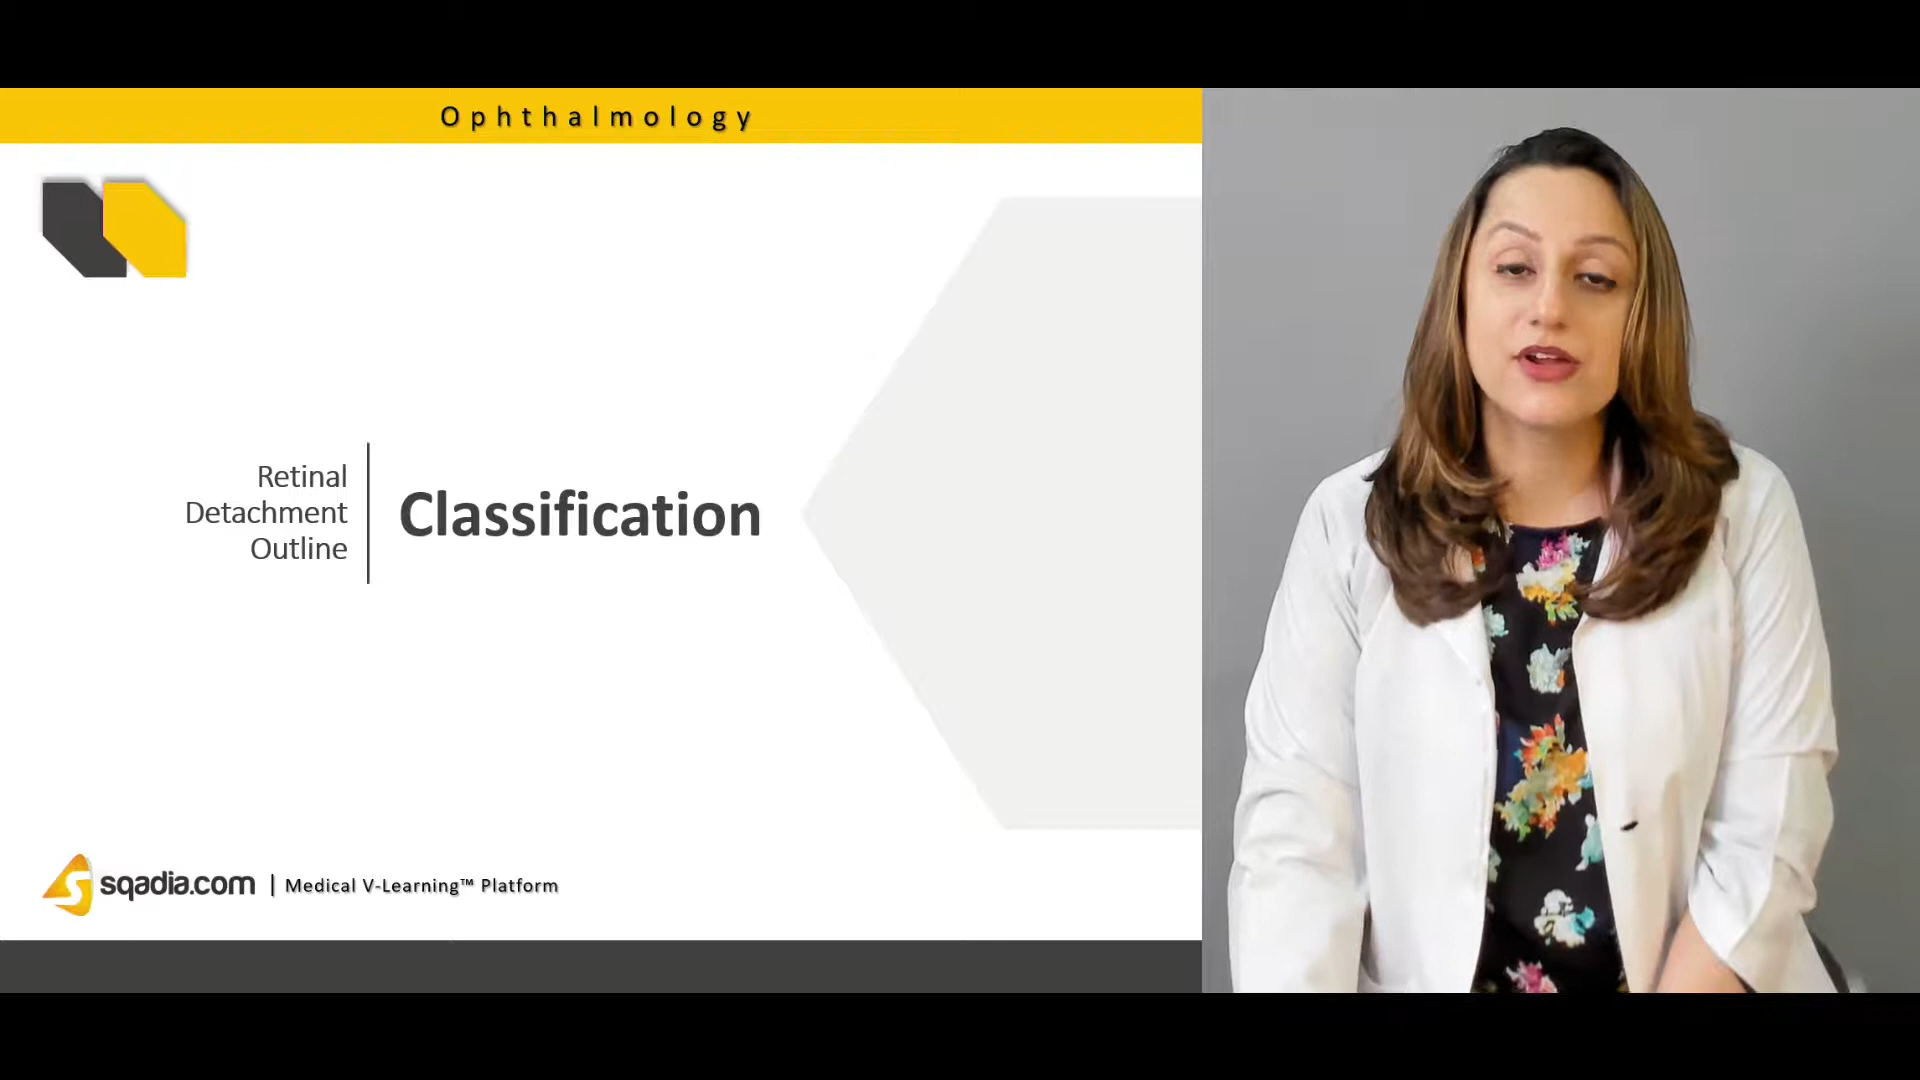 Ophthalmology
Retinal
Detachment
Outline
Classification
sqadia.com | Medical V-Learning™ Platform